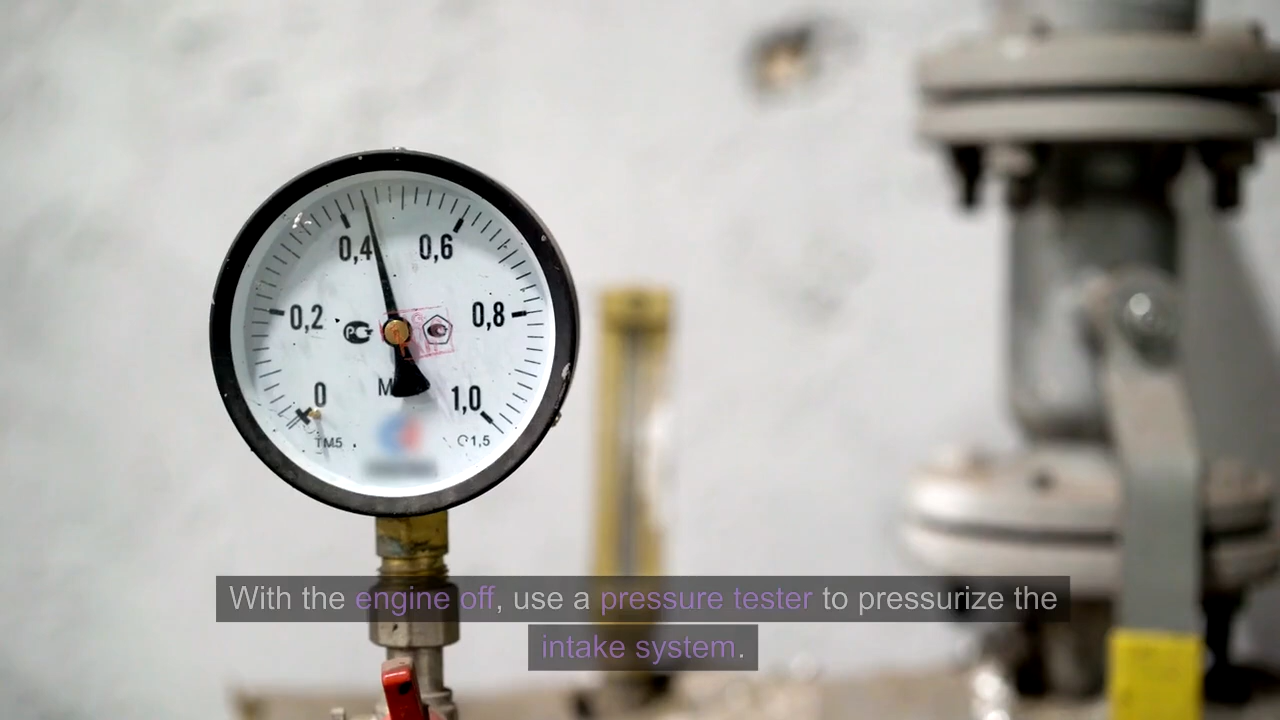 0,4 0,6
0,2 0,8
0 1,0
TM5 1,5
With the engine off, use a pressure tester to pressurize the
intake system.